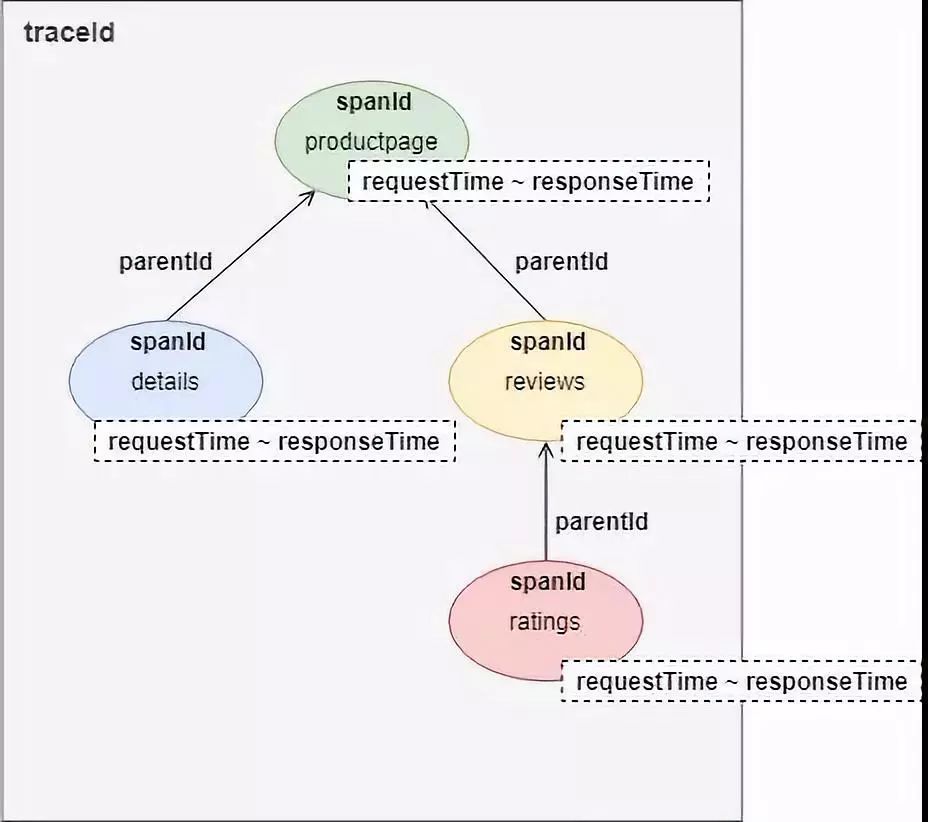 traceId
spanId
productpage
requestTime ~ responseTime
parentId
parentId
spanId
details
requestTime ~ responseTime
spanId
reviews
requestTime ~ responseTime
parentId
spanId
ratings
requestTime ~ responseTime